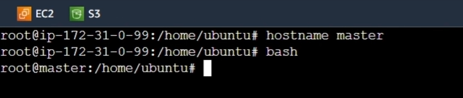 EC2 S3
root@ip-172-31-0-99:/home/ubuntu# hostname master
root@ip-172-31-0-99:/home/ubuntu# bash
root@master:/home/ubuntu#